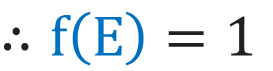 ∴ f(E) = 1